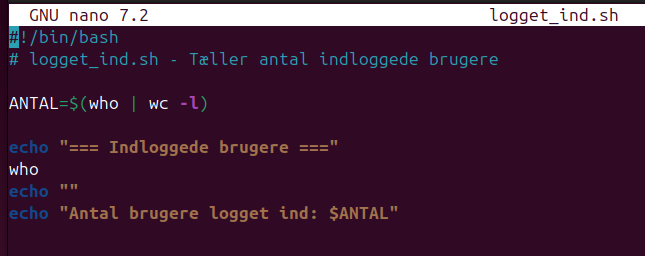 GNU nano 7.2 logget_ind.sh
#!/bin/bash
# logget_ind.sh - Tæller antal indloggede brugere
ANTAL=$(who | wc -l)
echo "=== Indloggede brugere ==="
who
echo ""
echo "Antal brugere logget ind: $ANTAL"